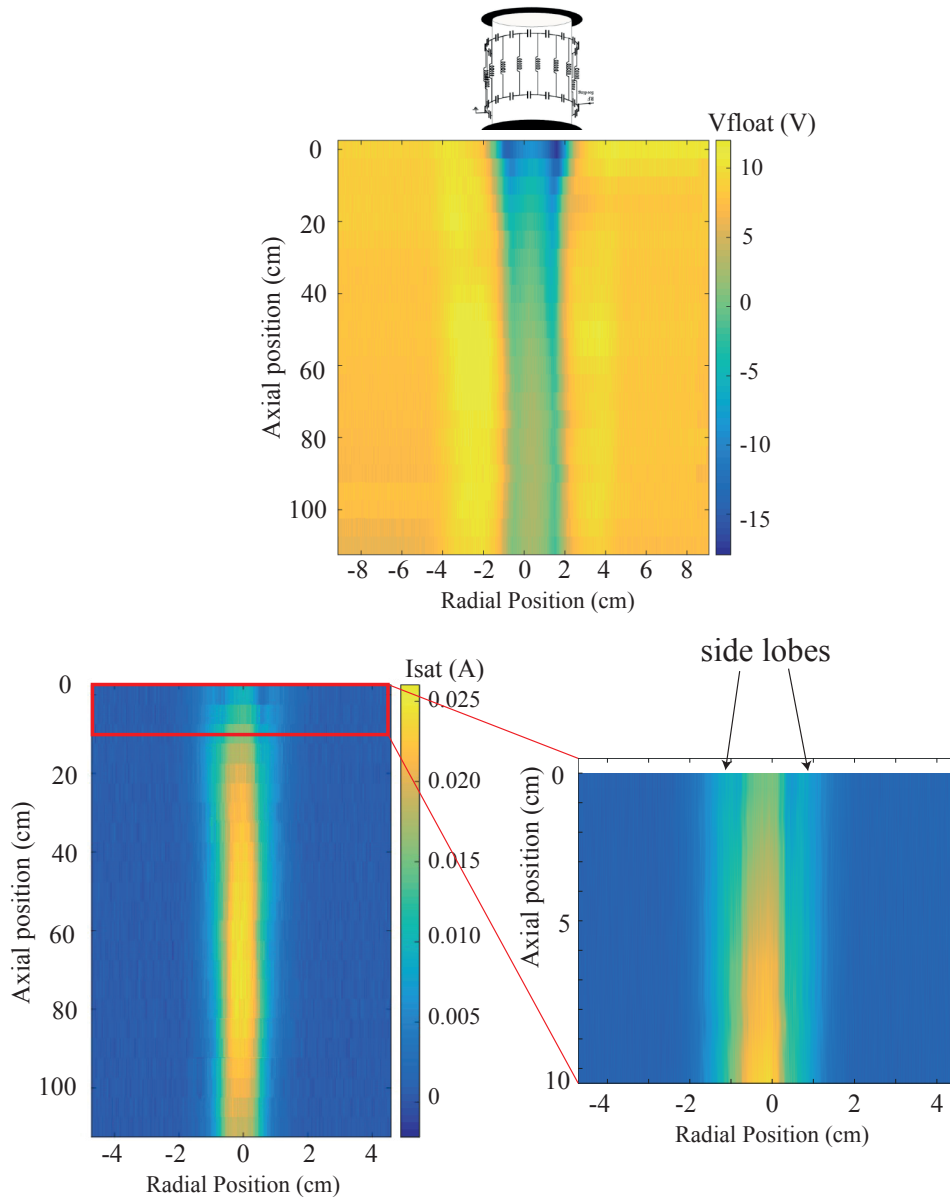 Vfloat (V)
0
20
40
60
80
100
Axial position (cm)
10
5
0
-5
-10
-15
-8 -6 -4 -2 0 2 4 6 8
Radial Position (cm)
side lobes
Isat (A)
0
20
40
60
80
100
Axial position (cm)
0.025
0.020
0.015
0.010
0.005
0
-4 -2 0 2 4
Radial Position (cm)
0
5
10
Axial position (cm)
-4 -2 0 2 4
Radial Position (cm)